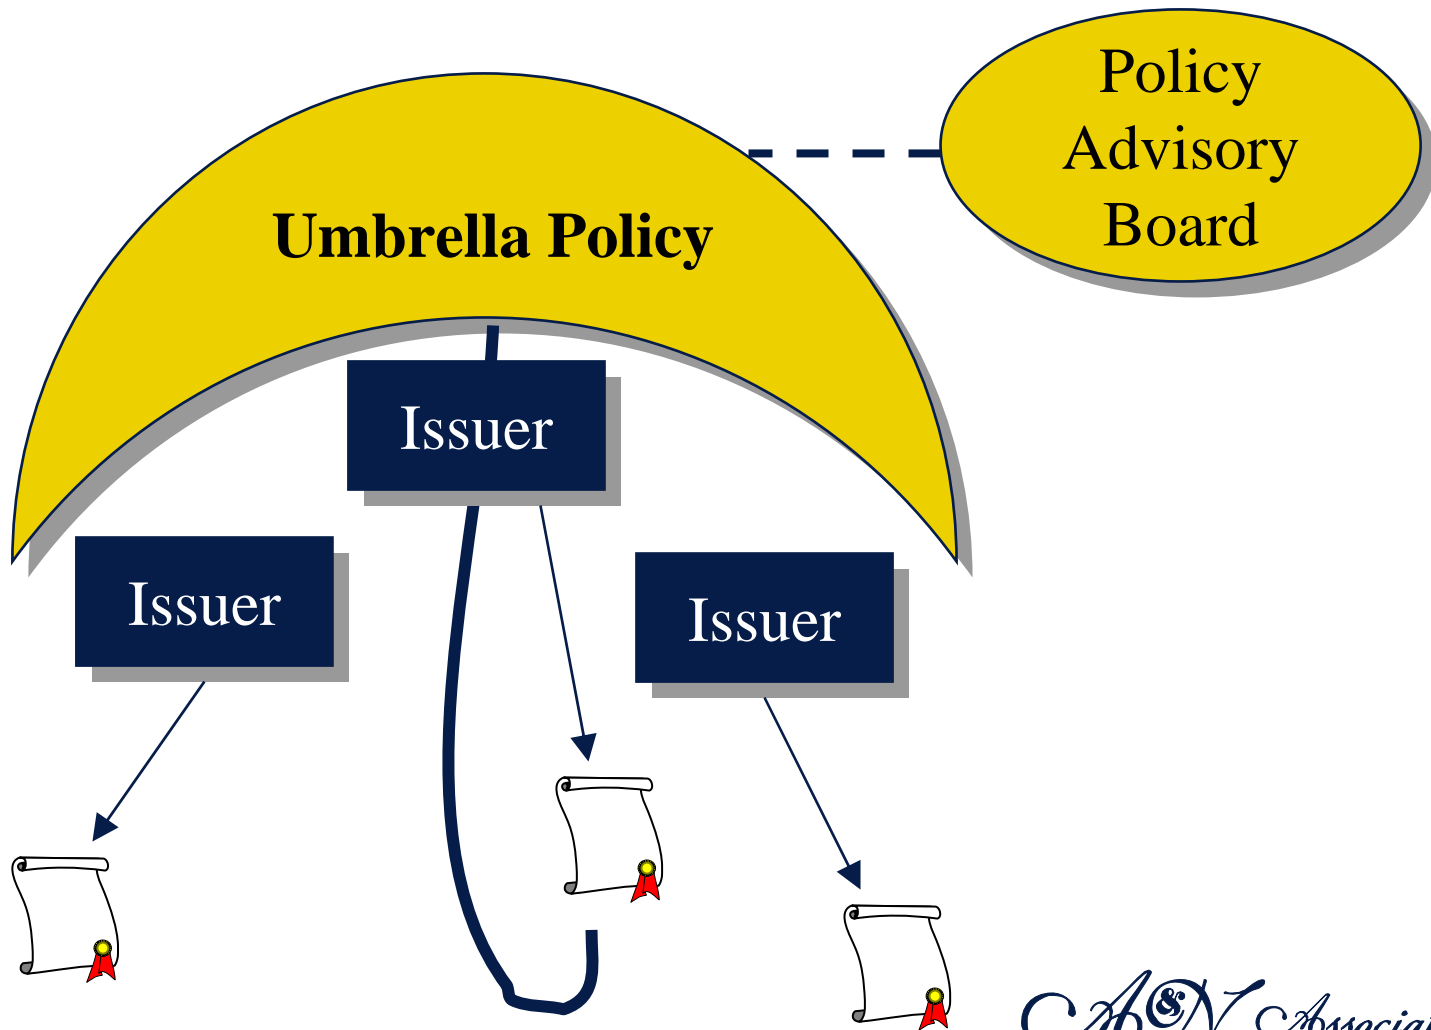 Policy
Advisory
Board
Umbrella Policy
Issuer
Issuer
Issuer
A&N